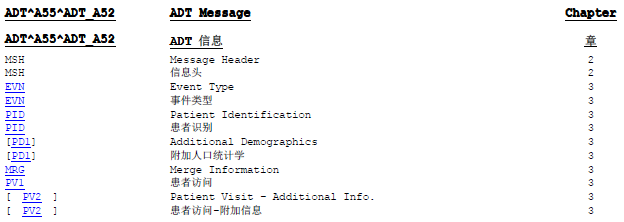 ADT^A55^ADT_A52 ADT Message Chapter
ADT^A55^ADT_A52 ADT 信息 章
MSH Message Header 2
MSH 信息头 2
EVN Event Type 3
EVN 事件类型 3
PID Patient Identification 3
PID 患者识别 3
[PD1] Additional Demographics 3
[PD1] 附加人口统计学 3
MRG Merge Information 3
PV1 患者访问 3
[ PV2 ] Patient Visit - Additional Info. 3
[ PV2 ] 患者访问-附加信息 3